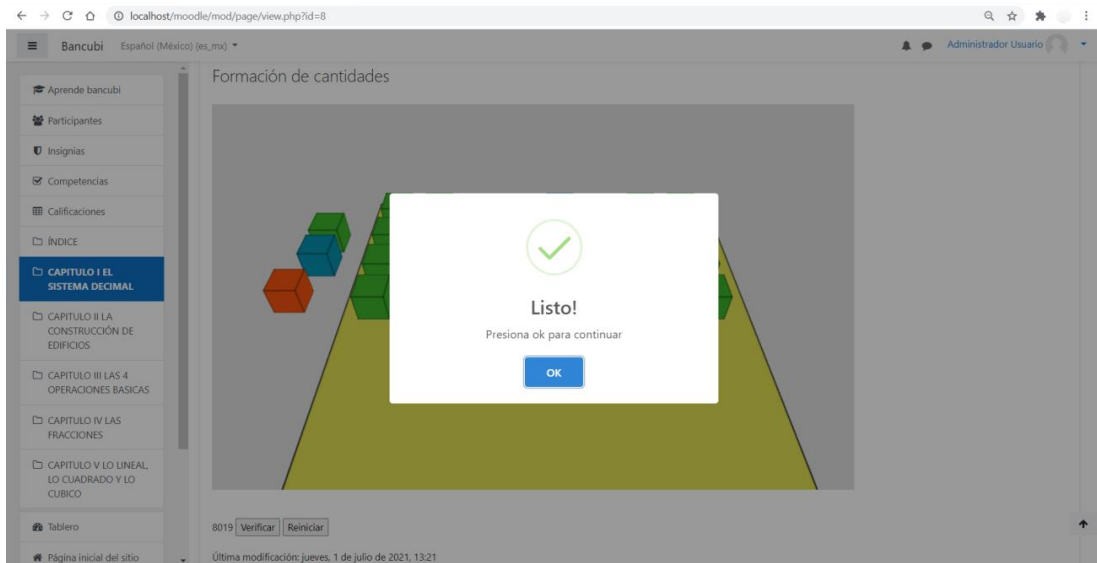 localhost/moodle/mod/page/view.php?id=8
Bancubi Español (México) (es_mx)
Administrador Usuario
Aprende bancubi
Participantes
Insignias
Competencias
Calificaciones
ÍNDICE
CAPITULO I EL
SISTEMA DECIMAL
CAPITULO II LA
CONSTRUCCIÓN DE
EDIFICIOS
CAPITULO III LAS 4
OPERACIONES BASICAS
CAPITULO IV LAS
FRACCIONES
CAPITULO V LO LINEAL,
LO CUADRADO Y LO
CUBICO
Tablero
Página inicial del sitio
Formación de cantidades
Listo!
Presiona ok para continuar
OK
8019 Verificar Reiniciar
Última modificación: jueves, 1 de julio de 2021, 13:21